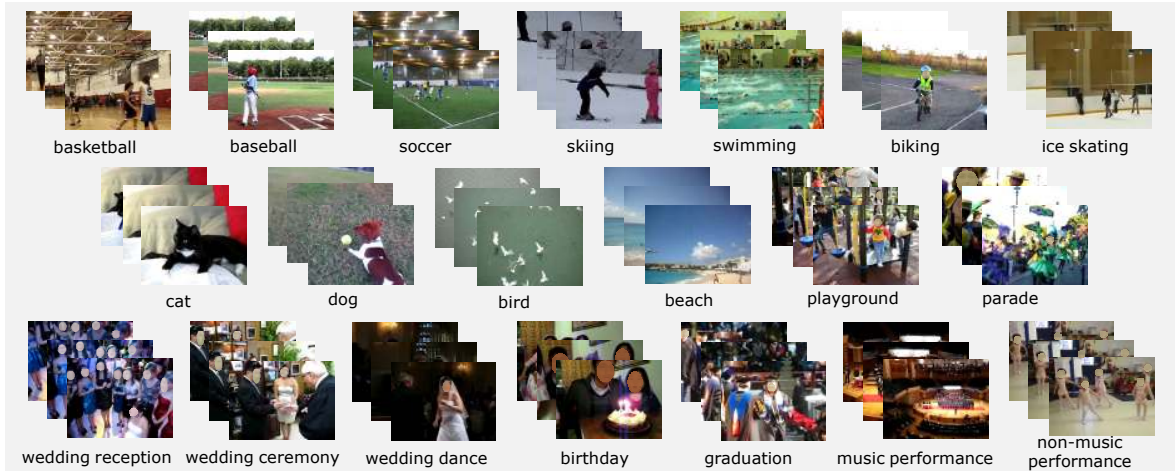 basketball
baseball
soccer
skiing
swimming
biking
ice skating
cat
dog
bird
beach
playground
parade
wedding reception
wedding ceremony
wedding dance
birthday
graduation
music performance
non-music
performance